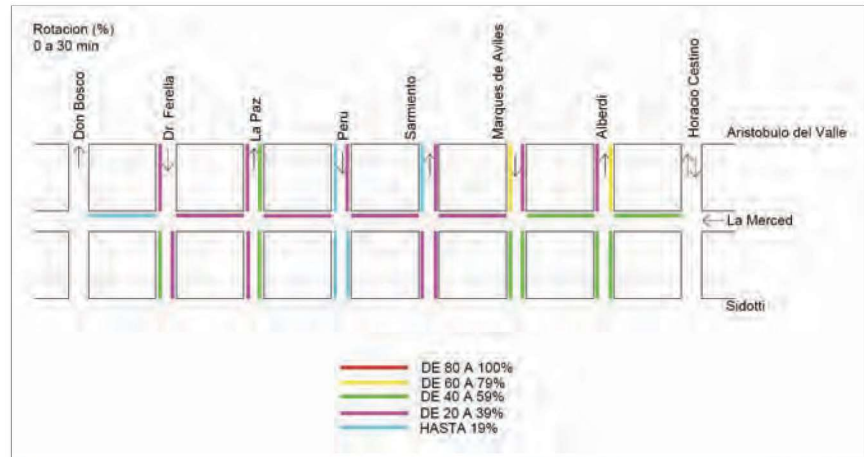 Rotacion (%)
0 a 30 min
Don Bosco
Dr. Ferella
La Paz
Peru
Sarmiento
Marques de Aviles
Alberdi
Horacio Cestino
Aristobulo del Valle
La Merced
Sidotti
DE 80 A 100%
DE 60 A 79%
DE 40 A 59%
DE 20 A 39%
HASTA 19%